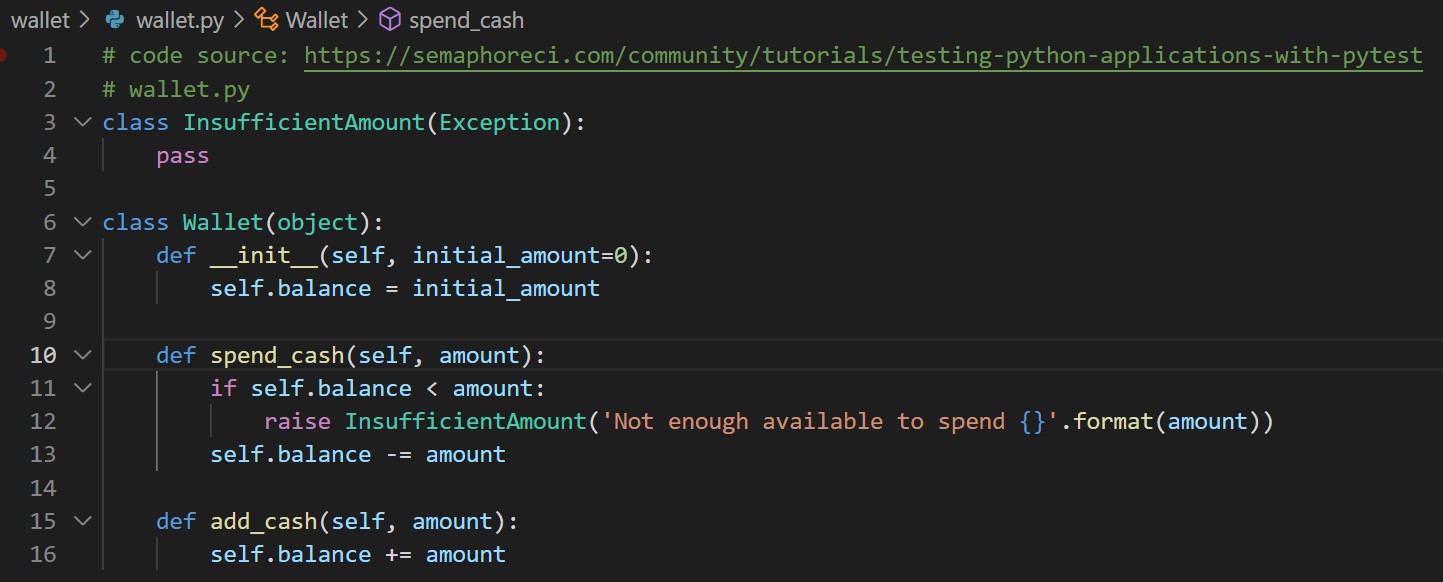 wallet > wallet.py > Wallet > spend_cash
1 # code source: https://semaphoreci.com/community/tutorials/testing-python-applications-with-pytest
2 # wallet.py
3 class InsufficientAmount(Exception):
4     pass
5
6 class Wallet(object):
7     def __init__(self, initial_amount=0):
8         self.balance = initial_amount
9
10     def spend_cash(self, amount):
11         if self.balance < amount:
12             raise InsufficientAmount('Not enough available to spend {}'.format(amount))
13         self.balance -= amount
14
15     def add_cash(self, amount):
16         self.balance += amount